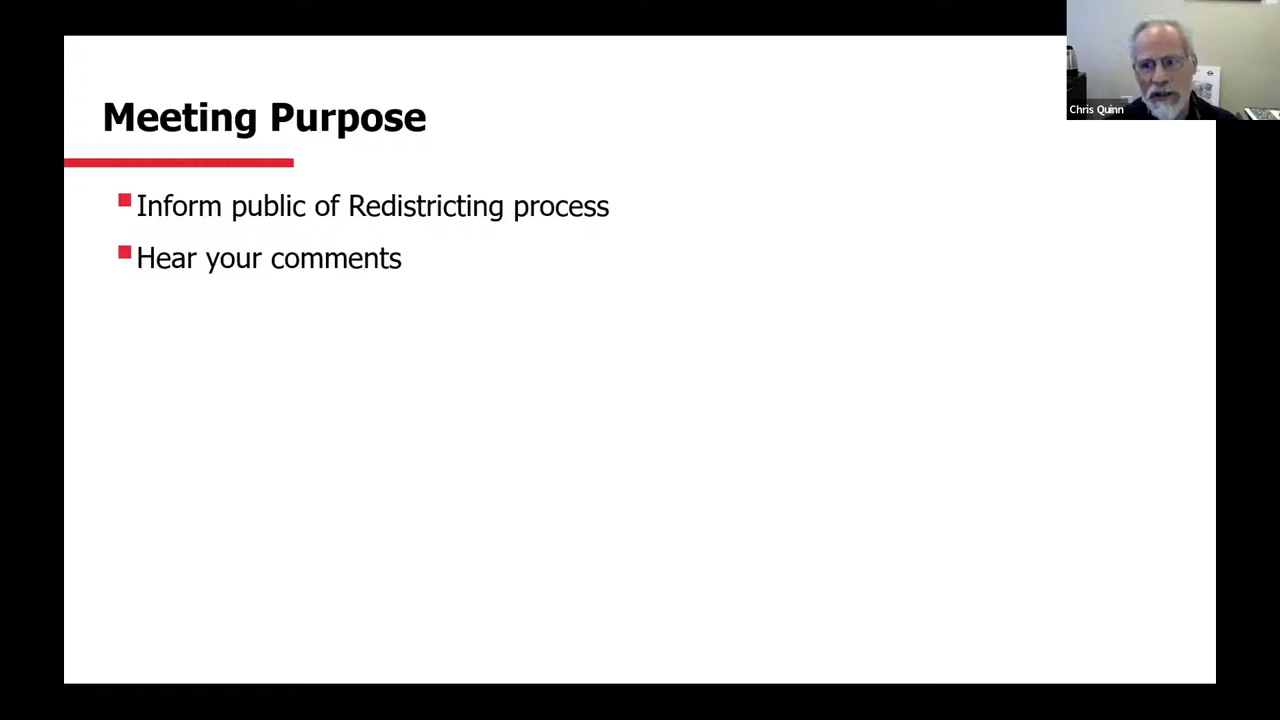 Meeting Purpose
Inform public of Redistricting process
Hear your comments
Chris Quinn